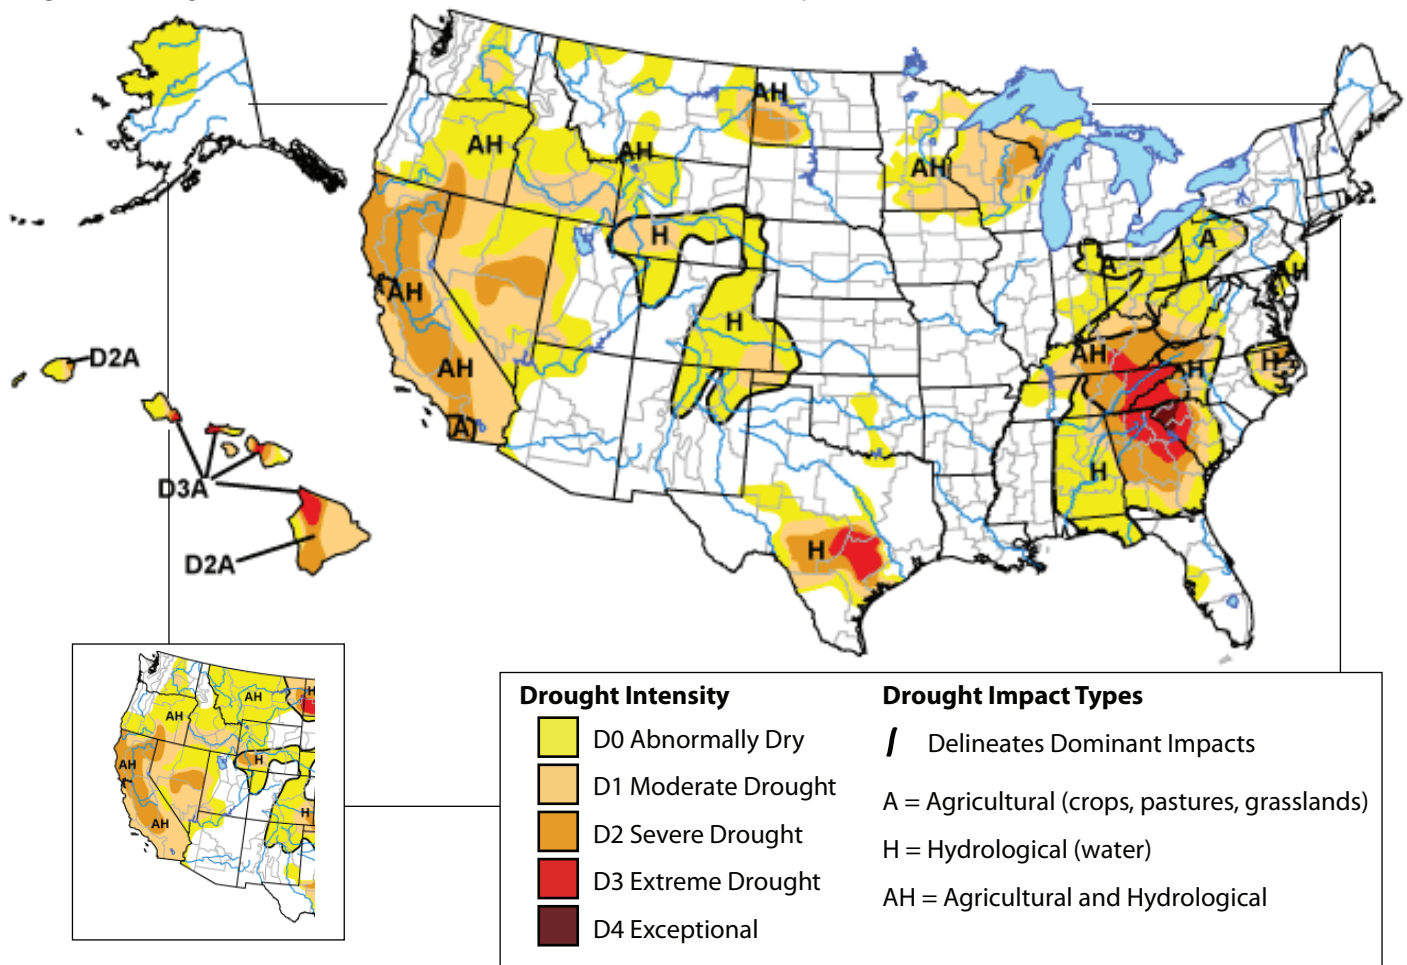 AH
AH
AH
AH
H
A
A
AH
AH
H
AH
AH
H
D2A
AH
A
D3A
H
H
D2A
AH
AH
H
AH
H
H
AH
Drought Intensity
D0 Abnormally Dry
D1 Moderate Drought
D2 Severe Drought
D3 Extreme Drought
D4 Exceptional
Drought Impact Types
Delineates Dominant Impacts
A = Agricultural (crops, pastures, grasslands)
H = Hydrological (water)
AH = Agricultural and Hydrological